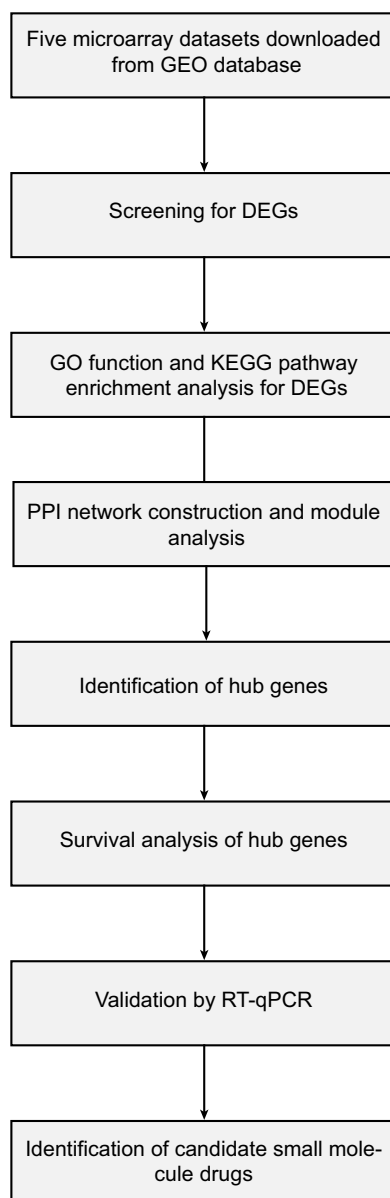 Five microarray datasets downloaded
from GEO database
Screening for DEGs
GO function and KEGG pathway
enrichment analysis for DEGs
PPI network construction and module
analysis
Identification of hub genes
Survival analysis of hub genes
Validation by RT-qPCR
Identification of candidate small mole-
cule drugs